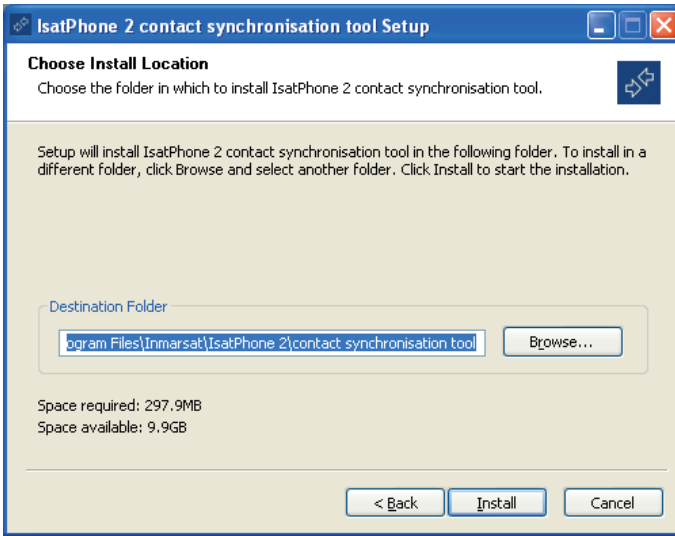 IsatPhone 2 contact synchronisation tool Setup
Choose Install Location
Choose the folder in which to install IsatPhone 2 contact synchronisation tool.
Setup will install IsatPhone 2 contact synchronisation tool in the following folder. To install in a
different folder, click Browse and select another folder. Click Install to start the installation.
Destination Folder
ogram Files\Inmarsat\IsatPhone 2\contact synchronisation tool
Browse...
Space required: 297.9MB
Space available: 9.9GB
< Back
Install
Cancel